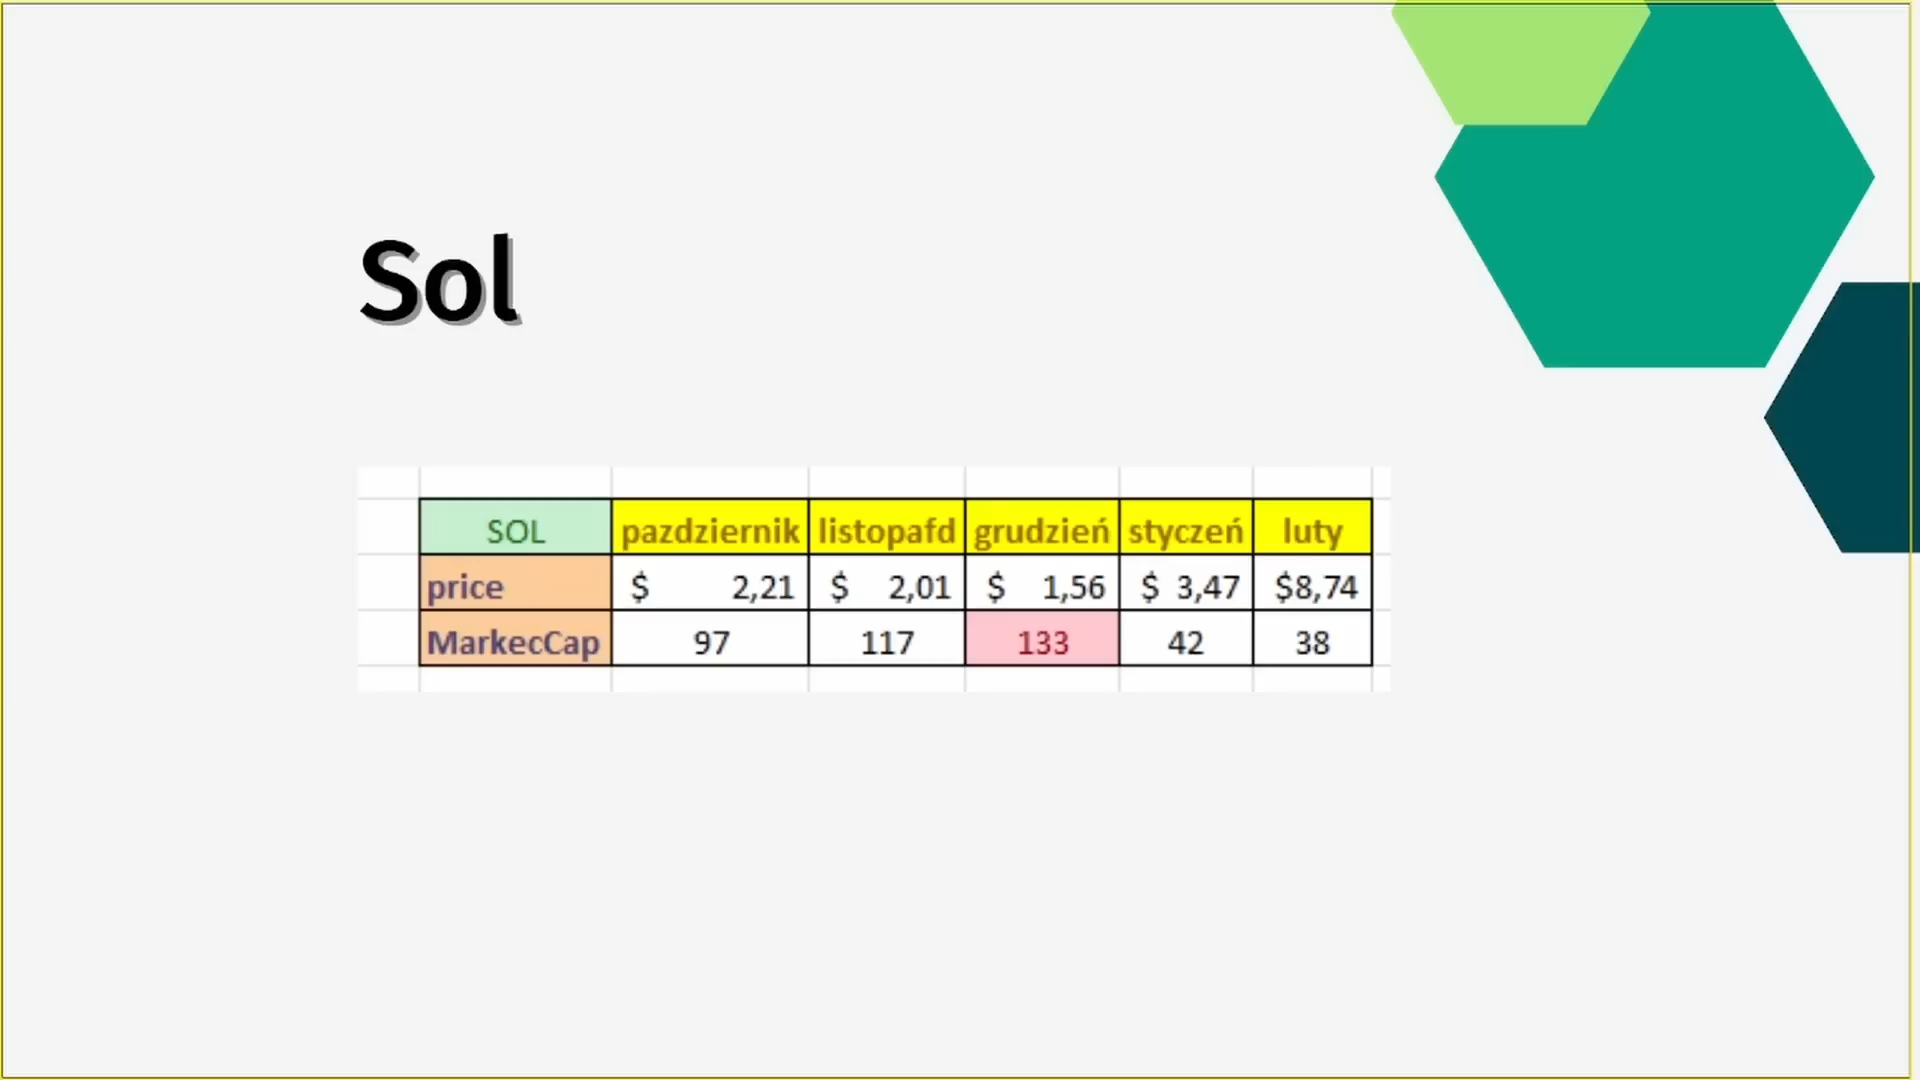 Sol
SOL pazdziernik listopafd grudzień styczeń luty
price $ 2,21 $ 2,01 $ 1,56 $ 3,47 $8,74
MarkecCap 97 117 133 42 38